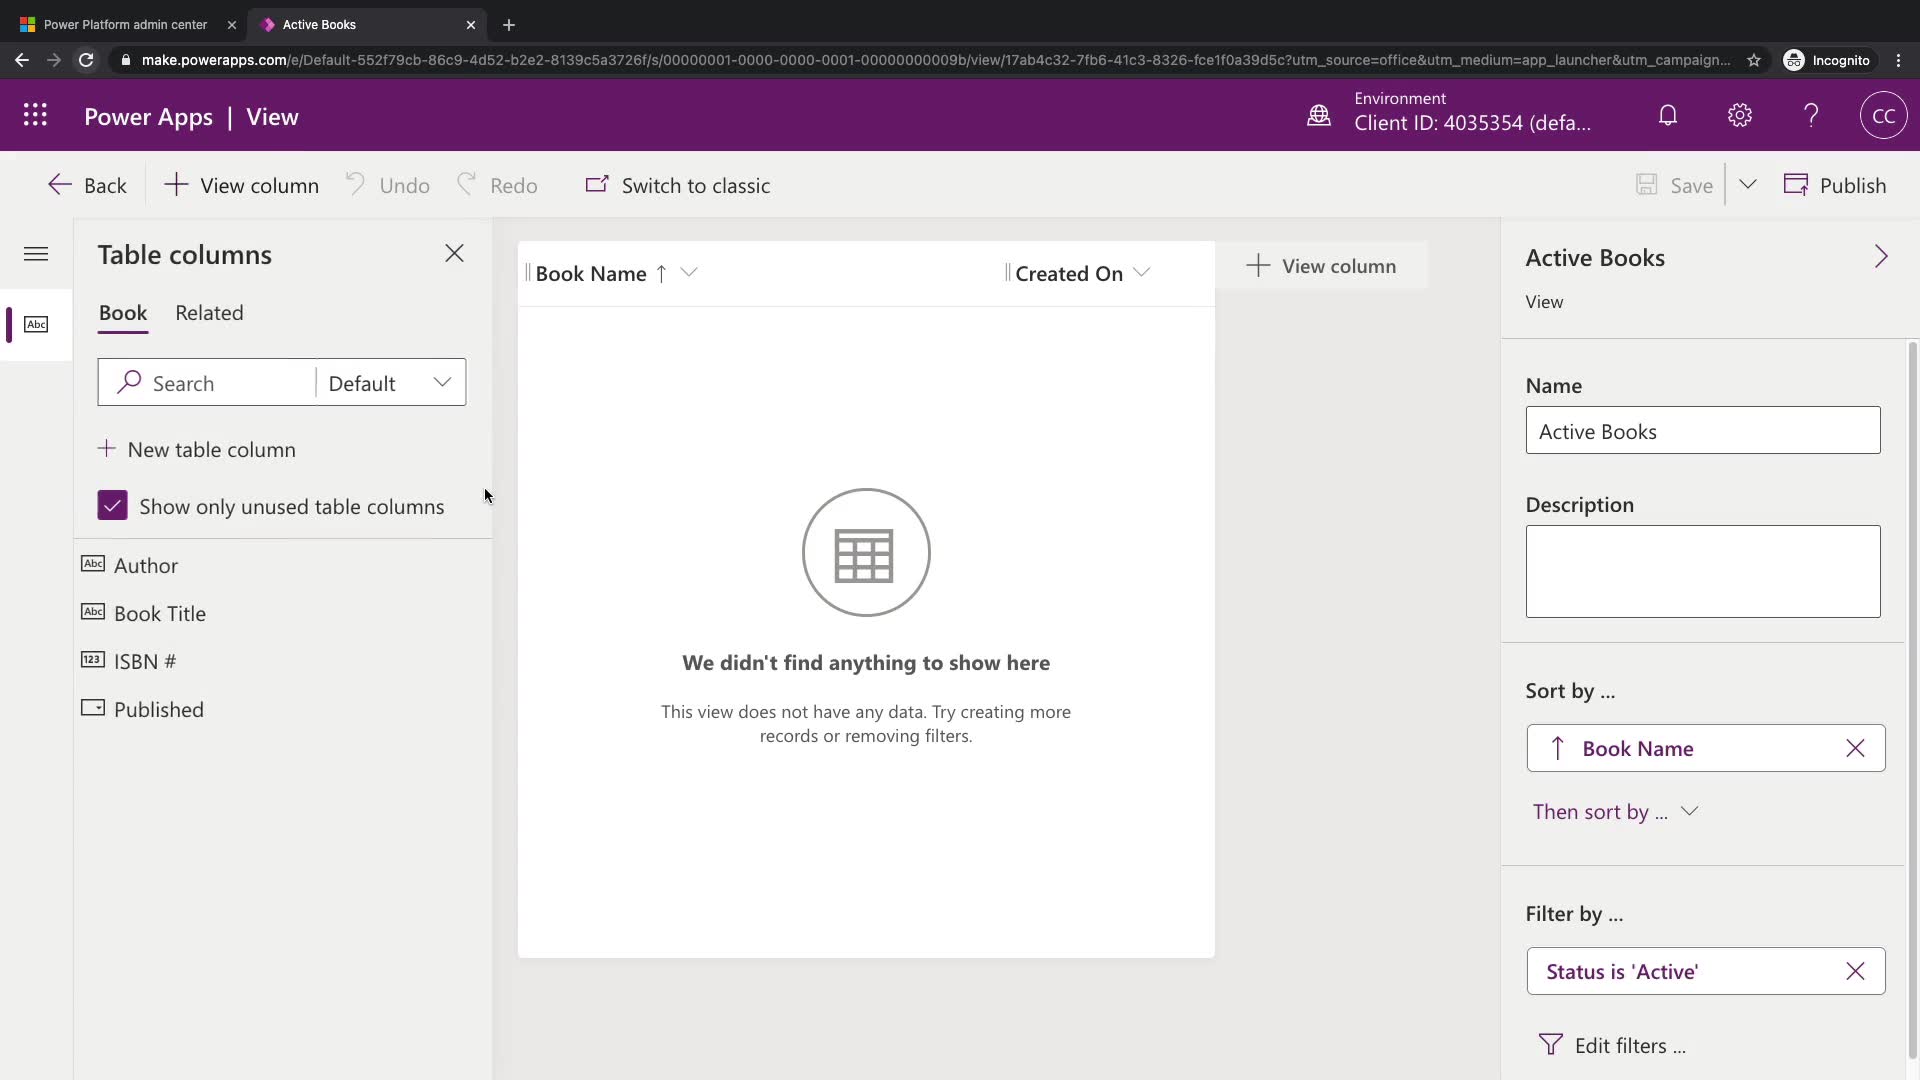 Power Platform admin center
Active Books
make.powerapps.com/e/Default-552f79cb-86c9-4d52-b2e2-8139c5a3726f/s/00000001-0000-0000-0001-00000000009b/view/17ab4c32-7fb6-41c3-8326-fce1f0a39d5c?utm_source=office&utm_medium=app_launcher&utm_campaign...
Incognito
Power Apps | View
Environment
Client ID: 4035354 (defa...
CC
Back
View column
Undo
Redo
Switch to classic
Save
Publish
Table columns
Book
Related
Search
Default
New table column
Show only unused table columns
Abc
Abc Author
Abc Book Title
123 ISBN #
Published
Book Name
Created On
View column
We didn't find anything to show here
This view does not have any data. Try creating more
records or removing filters.
Active Books
View
Name
Active Books
Description
Sort by ...
Book Name
Then sort by ...
Filter by ...
Status is 'Active'
Edit filters ...